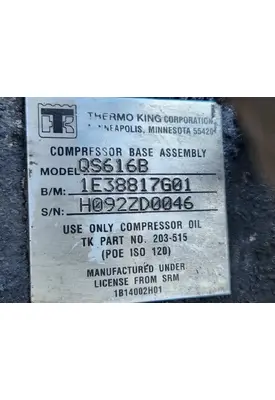 THERMO KING CORPORATION
MINNEAPOLIS, MINNESOTA 55420
COMPRESSOR BASE ASSEMBLY
MODEL QS616B
B/M: 1E38817G01
S/N: H092ZD0046
USE ONLY COMPRESSOR OIL
TK PART NO. 203-515
(POE ISO 120)
MANUFACTURED UNDER
LICENSE FROM SRM
1B14002H01